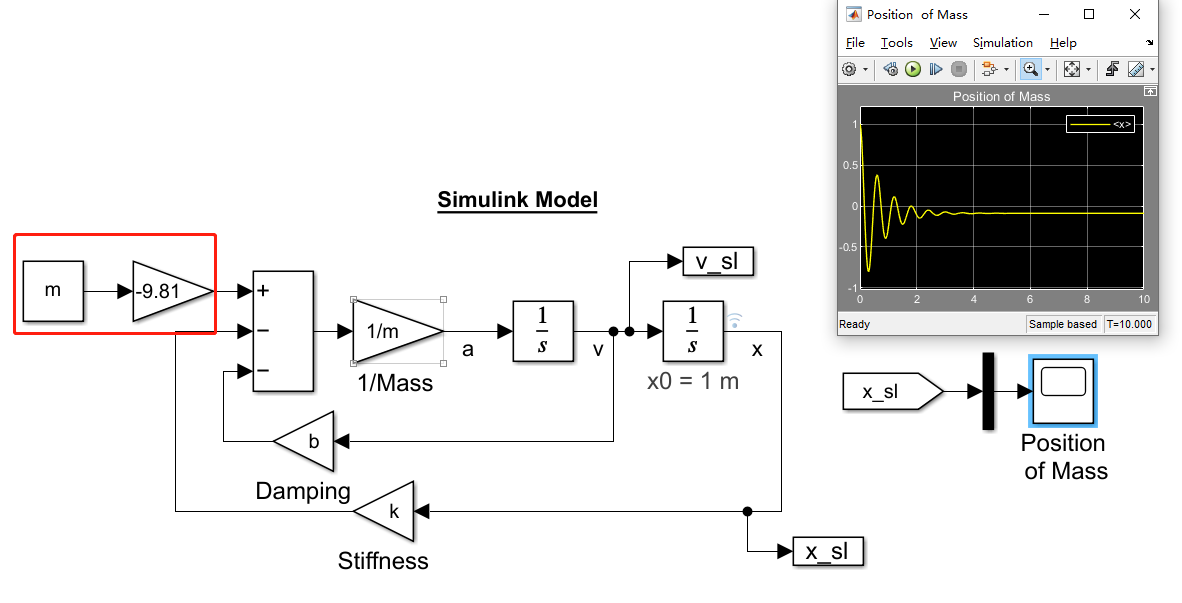 Position of Mass
File Tools View Simulation Help
Position of Mass
<x>
1
0.5
0
-0.5
-1
0 2 4 6 8 10
Ready Sample based T=10.000
Simulink Model
m
-9.81
+
−
−
1/m
1/Mass
a
1
s
v
v_sl
1
s
x
x0 = 1 m
b
Damping
k
Stiffness
x_sl
x_sl
Position
of Mass